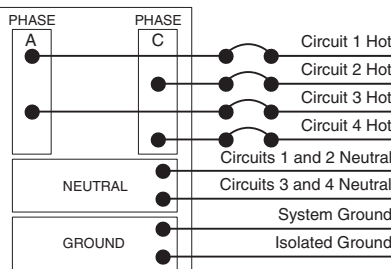 PHASE PHASE
A C
Circuit 1 Hot
Circuit 2 Hot
Circuit 3 Hot
Circuit 4 Hot
Circuits 1 and 2 Neutral
NEUTRAL
Circuits 3 and 4 Neutral
System Ground
GROUND
Isolated Ground